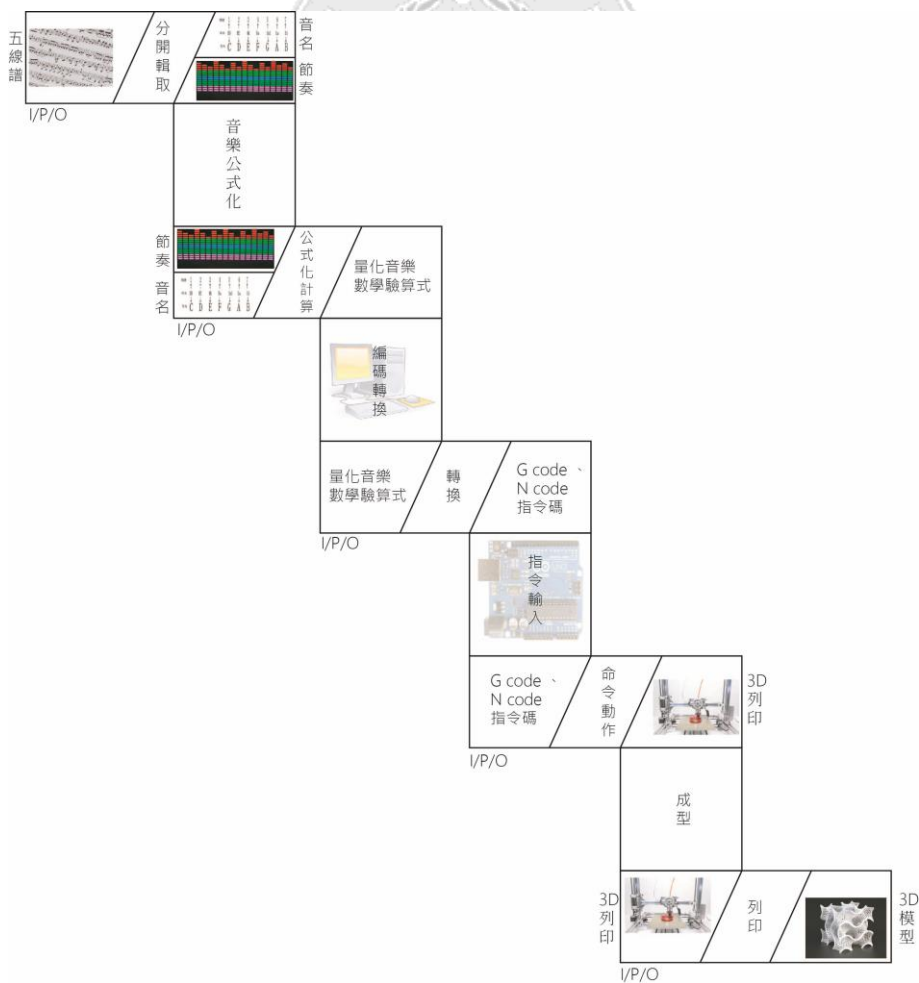 五線譜
分開輯取
音名
節奏
I/P/O
音樂公式化
節奏
音名
C D E F G A B
公式化計算
量化音樂
數學驗算式
I/P/O
編碼轉換
量化音樂
數學驗算式
轉換
G code 、
N code
指令碼
I/P/O
指令輸入
G code 、
N code
指令碼
命令動作
3D
列印
I/P/O
成型
3D
列印
列印
3D
模型
I/P/O